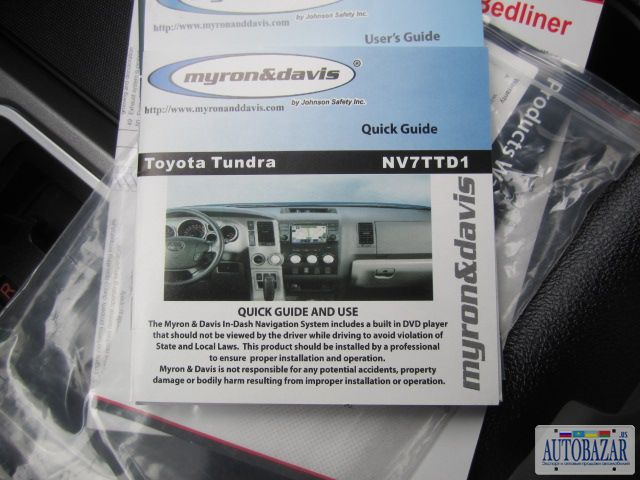 Bedliner
http://www.myronanddavis.com
by Johnson Safety Inc.
User's Guide
myron&davis®
by Johnson Safety Inc.
http://www.myronanddavis.com
Quick Guide
Toyota Tundra NV7TTD1
myron&davis
QUICK GUIDE AND USE
The Myron & Davis In-Dash Navigation System includes a built in DVD player
that should not be viewed by the driver while driving to avoid violation of
State and Local Laws. This product should be installed by a professional
to ensure proper installation and operation.
Myron & Davis is not responsible for any potential accidents, property
damage or bodily harm resulting from improper installation or operation.
Products
AUTOBAZAR.US